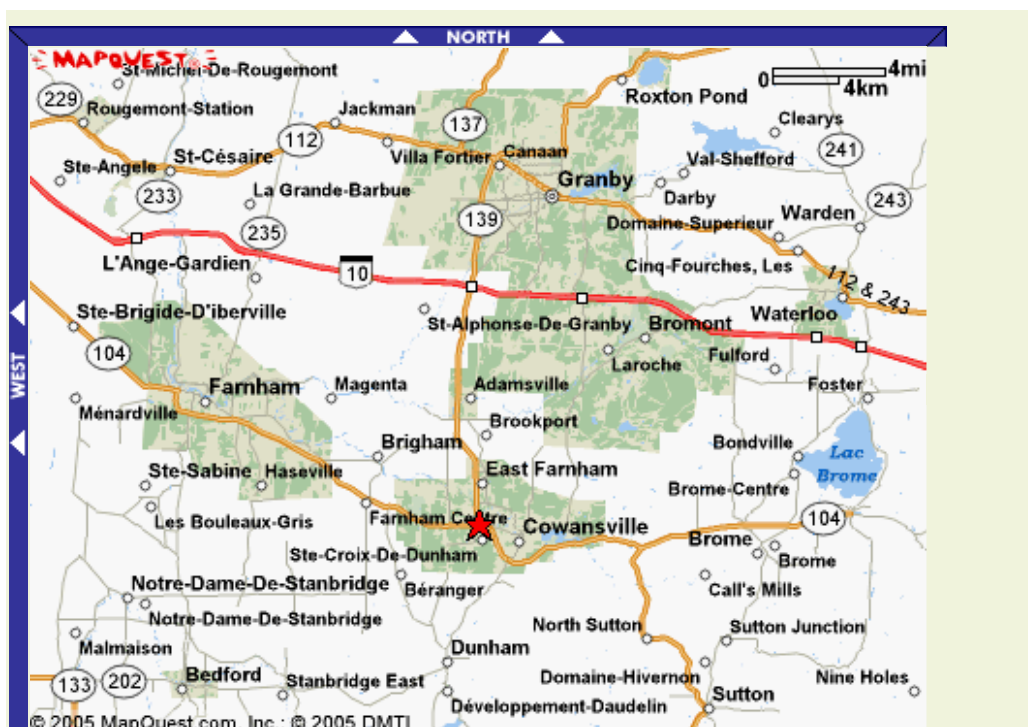 NORTH
MAPQUEST
St-Michel-De-Rougemont
0 4mi
4km
Roxton Pond
229
Rougemont-Station
Jackman
137
Clearys
112
241
Ste-Angele
St-Césaire
Villa Fortier
Canaan
Val-Shefford
Granby
Darby
233
La Grande-Barbue
243
139
Domaine-Superieur
Warden
235
L'Ange-Gardien
10
Cinq-Fourches, Les
112 & 243
Ste-Brigide-D'iberville
St-Alphonse-De-Granby
Bromont
Waterloo
104
Laroche
Fulford
WEST
Farnham
Magenta
Adamsville
Foster
Ménardville
Brookport
Brigham
Bondville
Lac
Brome
Ste-Sabine
Haseville
East Farnham
Brome-Centre
Les Bouleaux-Gris
Farnham Centre
Cowansville
104
Brome
Ste-Croix-De-Dunham
Brome
Notre-Dame-De-Stanbridge
Béranger
Call's Mills
Notre-Dame-De-Stanbridge
North Sutton
Sutton Junction
Malmaison
Dunham
133
202
Bedford
Stanbridge East
Domaine-Hivernon
Nine Holes
Sutton
Développement-Daudelin
© 2005 MapQuest.com, Inc.; © 2005 DMTI